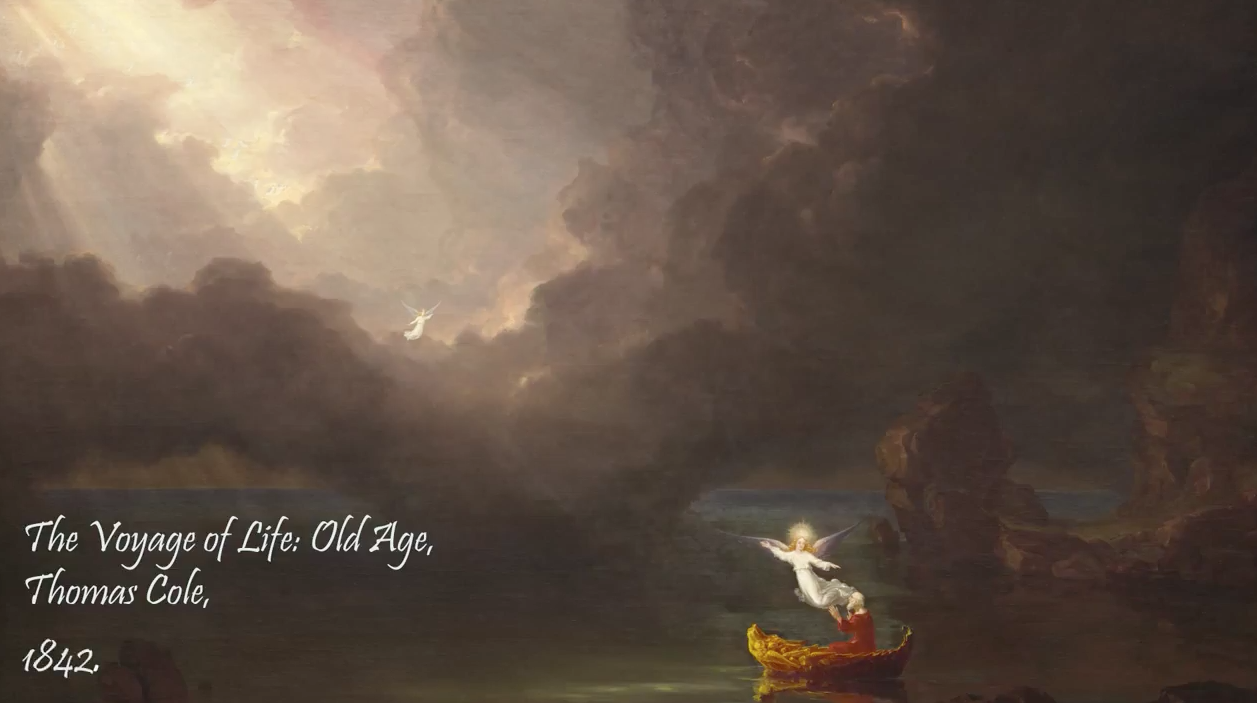 The Voyage of Life: Old Age,
Thomas Cole,
1842.